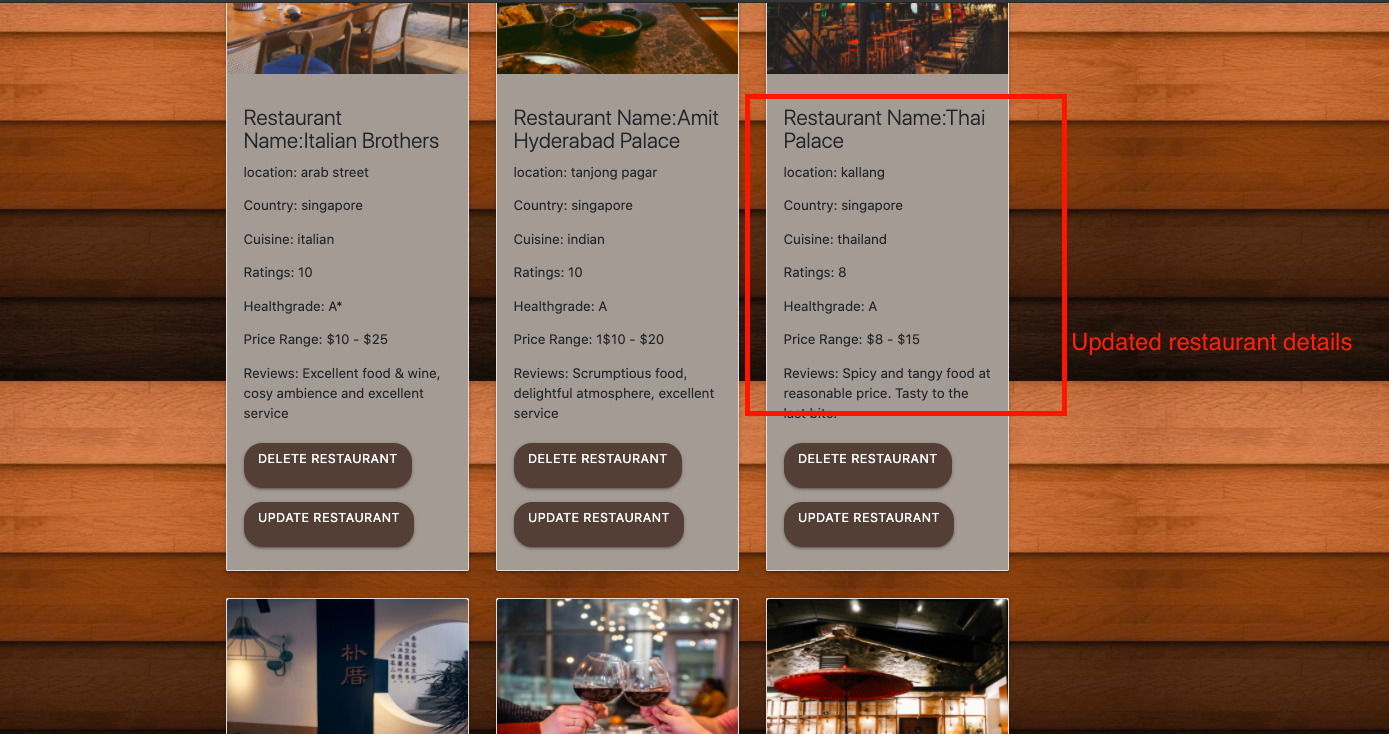 Restaurant
Name:Italian Brothers
location: arab street
Country: singapore
Cuisine: italian
Ratings: 10
Healthgrade: A*
Price Range: $10 - $25
Reviews: Excellent food & wine,
cosy ambience and excellent
service
DELETE RESTAURANT
UPDATE RESTAURANT
Restaurant Name:Amit
Hyderabad Palace
location: tanjong pagar
Country: singapore
Cuisine: indian
Ratings: 10
Healthgrade: A
Price Range: 1$10 - $20
Reviews: Scrumptious food,
delightful atmosphere, excellent
service
DELETE RESTAURANT
UPDATE RESTAURANT
Restaurant Name:Thai
Palace
location: kallang
Country: singapore
Cuisine: thailand
Ratings: 8
Healthgrade: A
Price Range: $8 - $15
Reviews: Spicy and tangy food at
reasonable price. Tasty to the
last bite.
DELETE RESTAURANT
UPDATE RESTAURANT
Updated restaurant details
朴
厝